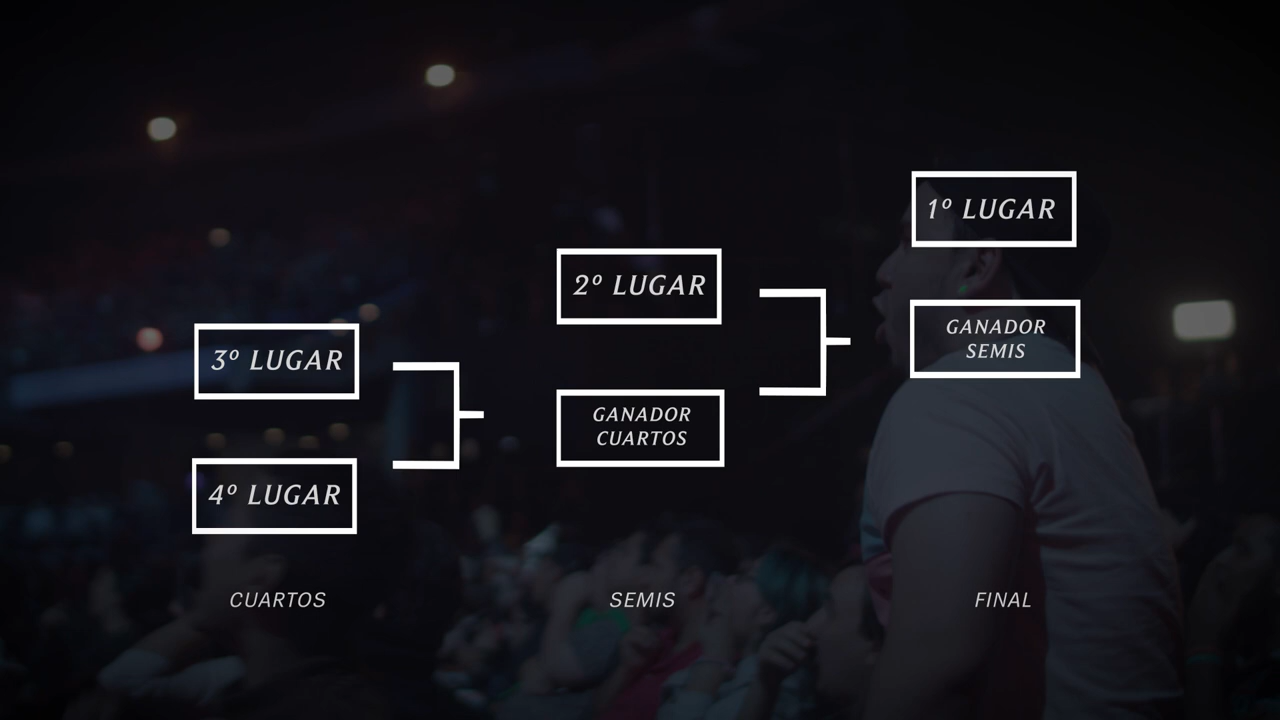 3º LUGAR
4º LUGAR
CUARTOS
2º LUGAR
GANADOR
CUARTOS
SEMIS
1º LUGAR
GANADOR
SEMIS
FINAL